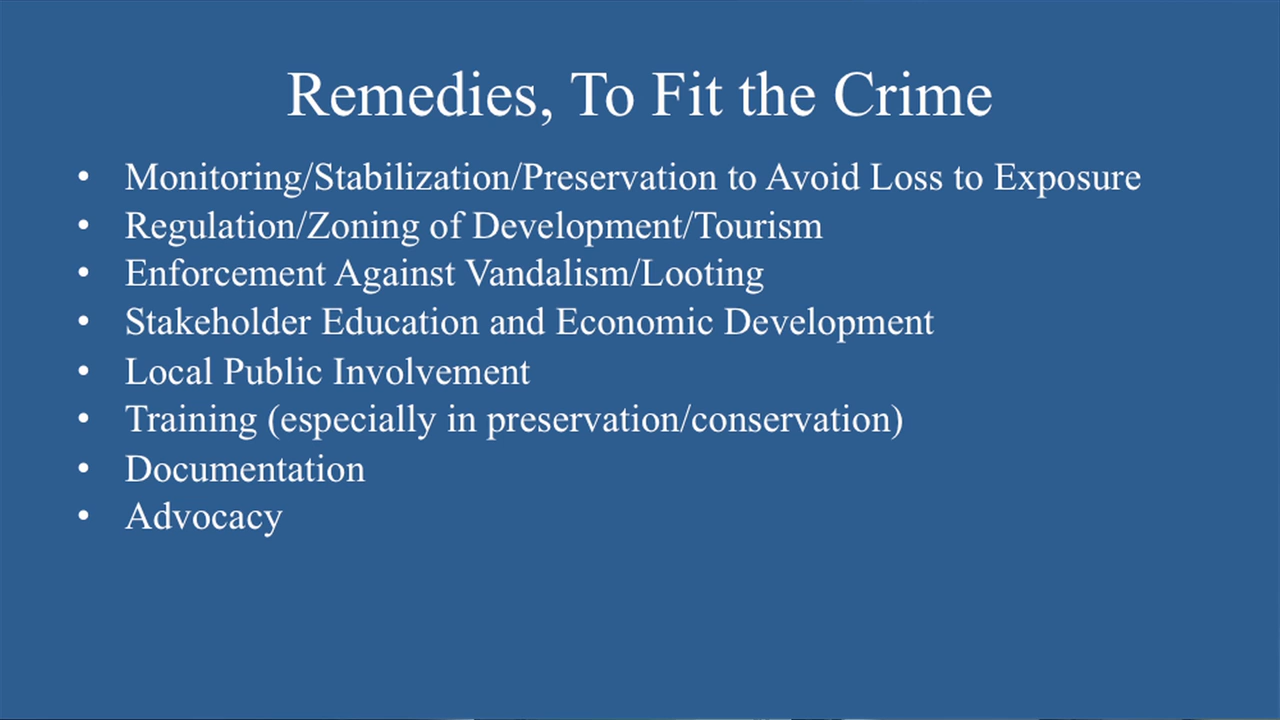 Remedies, To Fit the Crime
• Monitoring/Stabilization/Preservation to Avoid Loss to Exposure
• Regulation/Zoning of Development/Tourism
• Enforcement Against Vandalism/Looting
• Stakeholder Education and Economic Development
• Local Public Involvement
• Training (especially in preservation/conservation)
• Documentation
• Advocacy